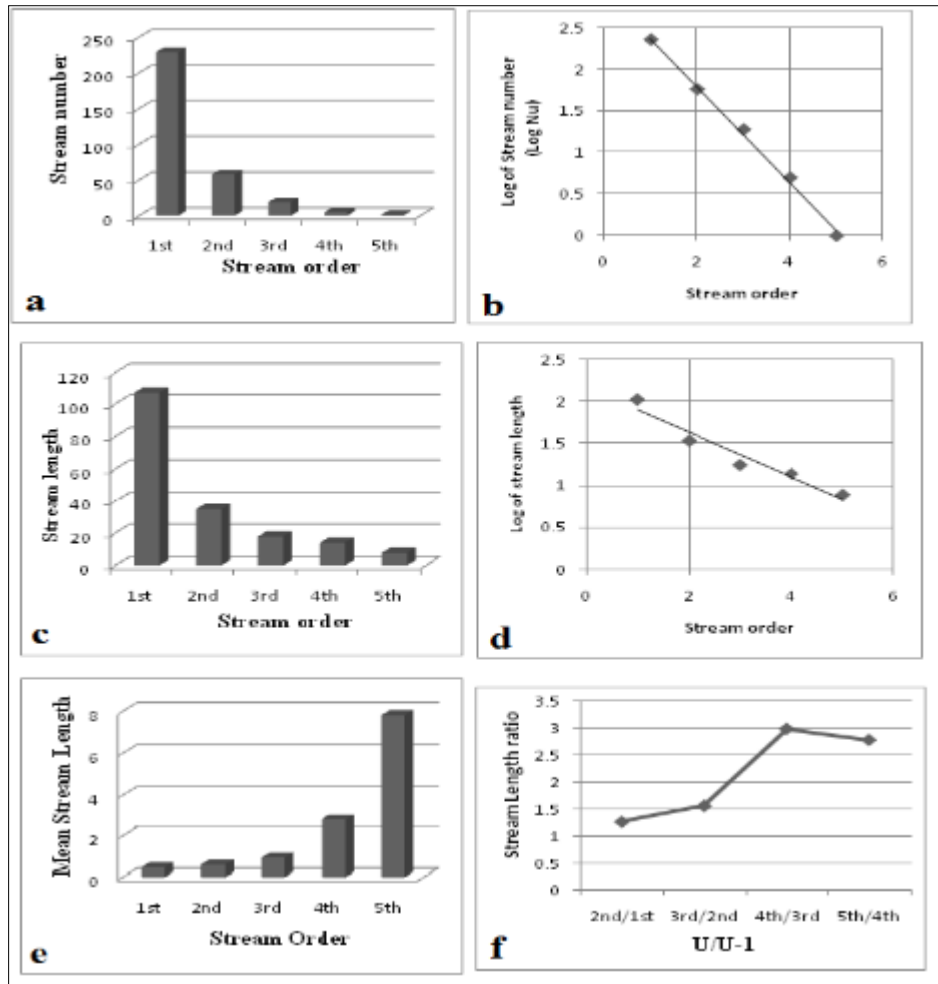 250
200
150
100
50
0
Stream number
1st 2nd 3rd 4th 5th
Stream order
a
2.5
2
1.5
1
0.5
0
Log of Stream number
(Log Nu)
0 2 4 6
Stream order
b
120
100
80
60
40
20
0
Stream length
1st 2nd 3rd 4th 5th
Stream order
c
2.5
2
1.5
1
0.5
0
Log of stream length
0 2 4 6
Stream order
d
8
6
4
2
0
Mean Stream Length
1st 2nd 3rd 4th 5th
Stream Order
e
3.5
3
2.5
2
1.5
1
0.5
0
Stream Length ratio
2nd/1st 3rd/2nd 4th/3rd 5th/4th
U/U-1
f